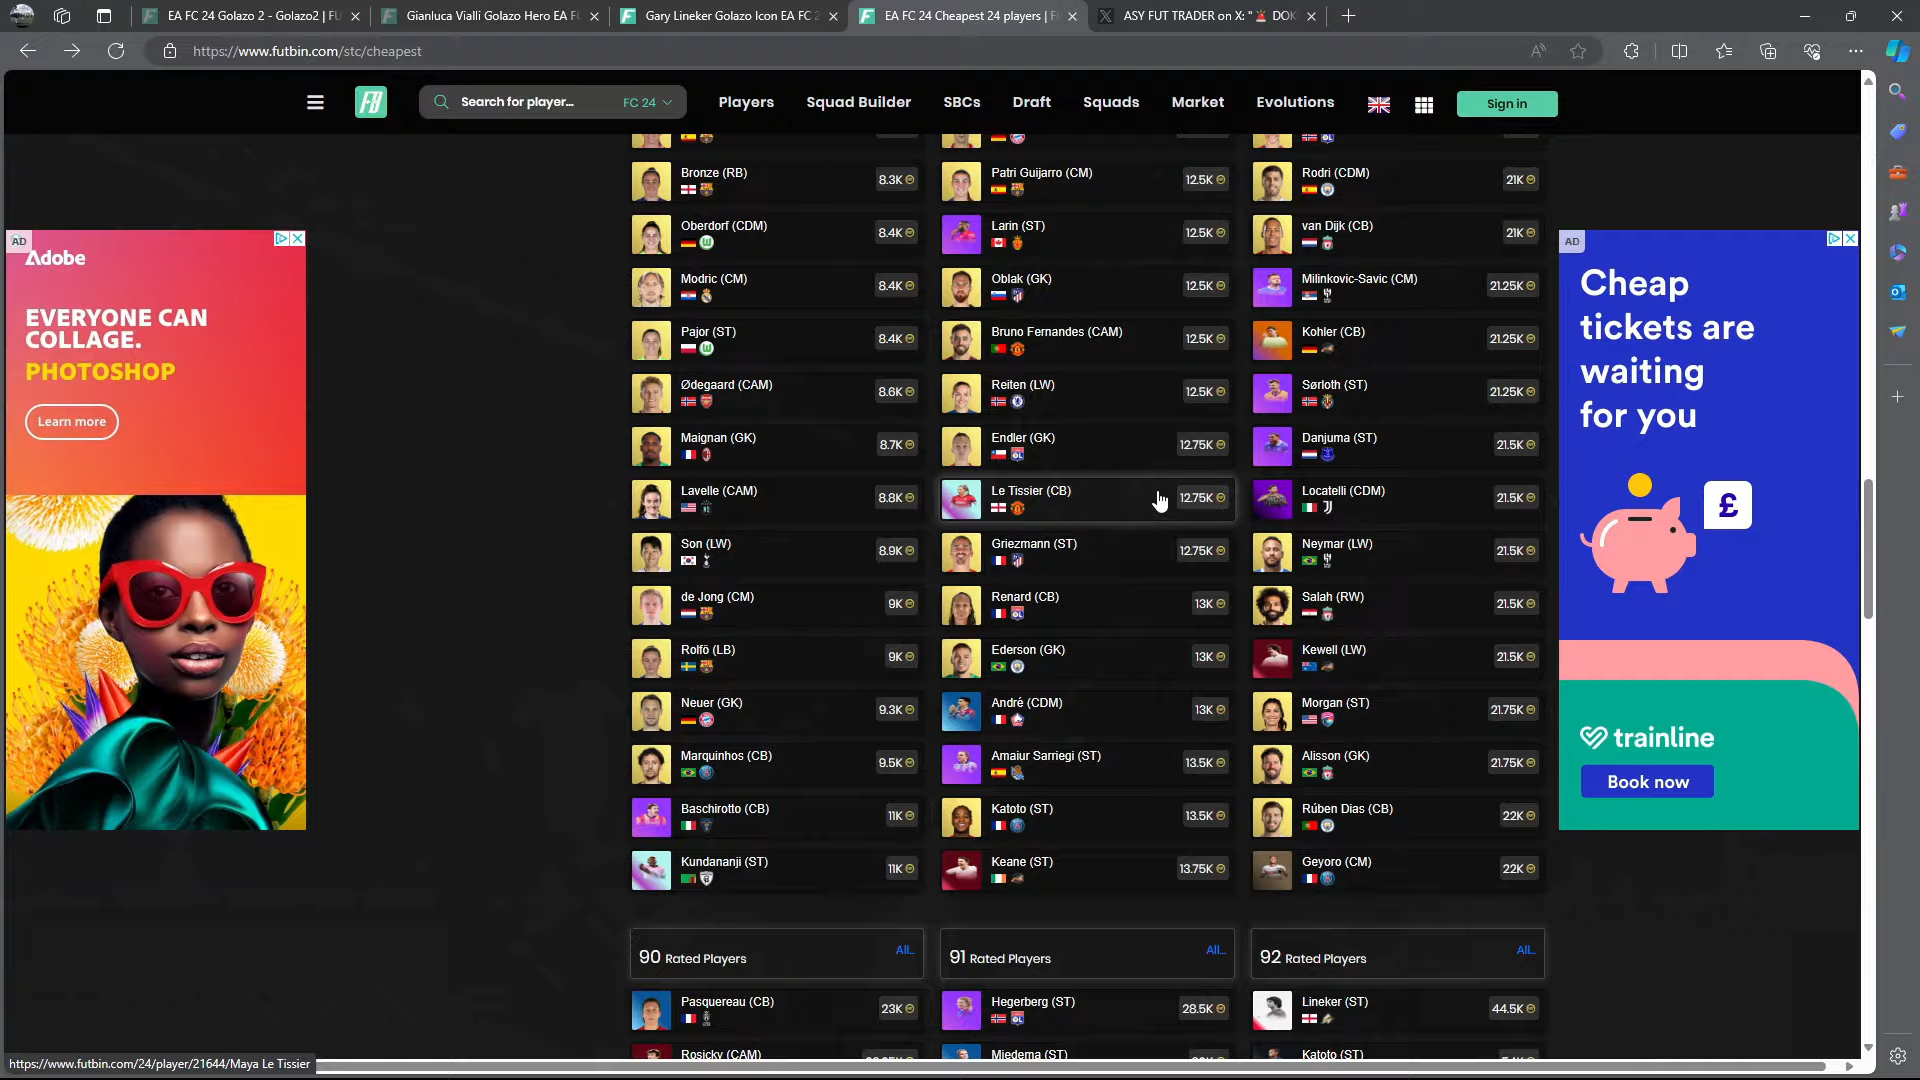 EA FC 24 Golazo 2 - Golazo2 | FU
Gianluca Vialli Golazo Hero EA F
Gary Lineker Golazo Icon EA FC 2
EA FC 24 Cheapest 24 players | F
ASY FUT TRADER on X: "🚨 DOK
https://www.futbin.com/stc/cheapest
Search for player...
FC 24
Players
Squad Builder
SBCs
Draft
Squads
Market
Evolutions
Sign in
Bronze (RB)
8.3K
Patri Guijarro (CM)
12.5K
Rodri (CDM)
21K
Oberdorf (CDM)
8.4K
Larin (ST)
12.5K
van Dijk (CB)
21K
Modric (CM)
8.4K
Oblak (GK)
12.5K
Milinkovic-Savic (CM)
21.25K
Pajor (ST)
8.4K
Bruno Fernandes (CAM)
12.5K
Kohler (CB)
21.25K
Ødegaard (CAM)
8.6K
Reiten (LW)
12.5K
Sørloth (ST)
21.25K
Maignan (GK)
8.7K
Endler (GK)
12.75K
Danjuma (ST)
21.5K
Lavelle (CAM)
8.8K
Le Tissier (CB)
12.75K
Locatelli (CDM)
21.5K
Son (LW)
8.9K
Griezmann (ST)
12.75K
Neymar (LW)
21.5K
de Jong (CM)
9K
Renard (CB)
13K
Salah (RW)
21.5K
Rolfö (LB)
9K
Ederson (GK)
13K
Kewell (LW)
21.5K
Neuer (GK)
9.3K
André (CDM)
13K
Morgan (ST)
21.75K
Marquinhos (CB)
9.5K
Amaiur Sarriegi (ST)
13.5K
Alisson (GK)
21.75K
Baschirotto (CB)
11K
Katoto (ST)
13.5K
Rúben Dias (CB)
22K
Kundananji (ST)
11K
Keane (ST)
13.75K
Geyoro (CM)
22K
90 Rated Players
All...
91 Rated Players
All...
92 Rated Players
All...
Pasquereau (CB)
23K
Hegerberg (ST)
28.5K
Lineker (ST)
44.5K
Rosicky (CAM)
Miedema (ST)
Katoto (ST)
AD
Adobe
EVERYONE CAN
COLLAGE.
PHOTOSHOP
Learn more
AD
Cheap
tickets are
waiting
for you
£
trainline
Book now
https://www.futbin.com/24/player/21644/Maya Le Tissier